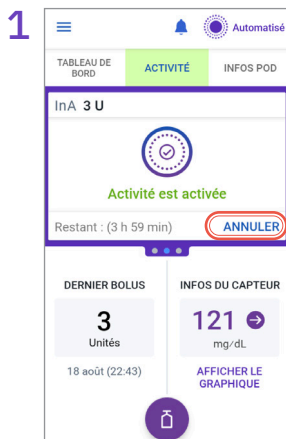 1
Automatisé
TABLEAU DE
BORD
ACTIVITÉ
INFOS POD
InA 3 U
Activité est activée
Restant : (3 h 59 min)
ANNULER
DERNIER BOLUS
3
Unités
18 août (22:43)
INFOS DU CAPTEUR
121
mg/dL
AFFICHER LE
GRAPHIQUE